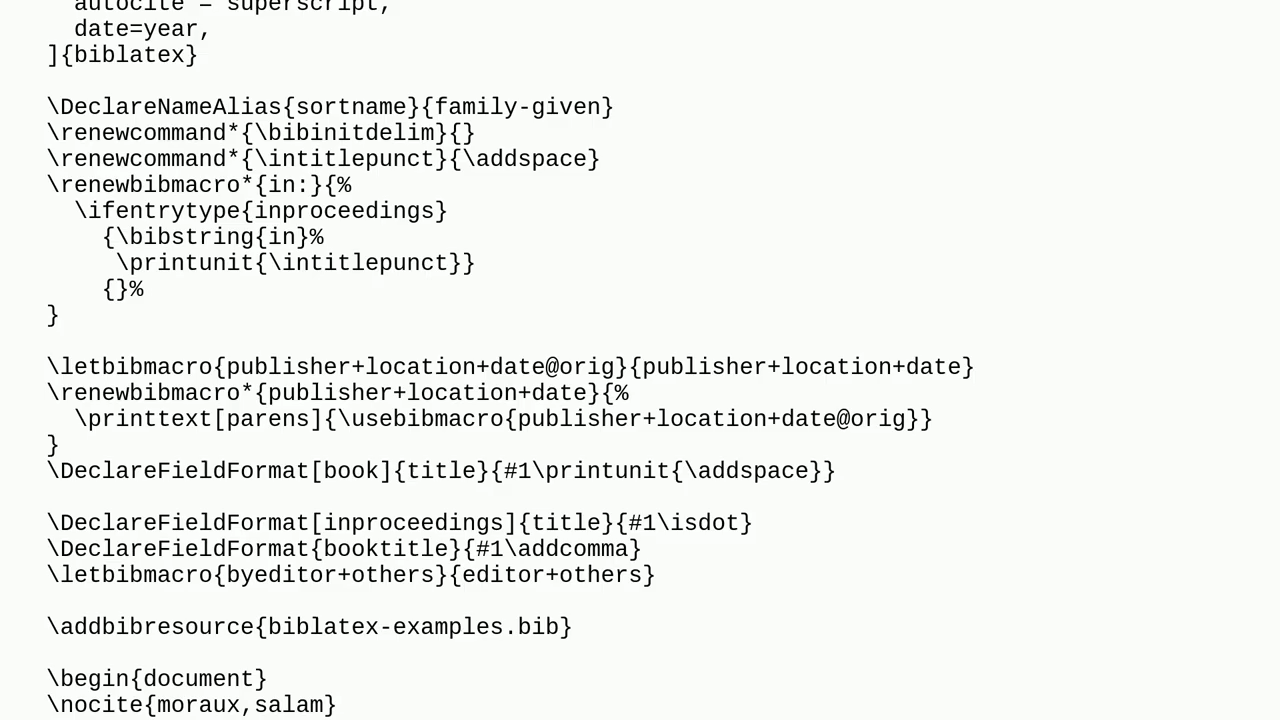 autocite = superscript,
date=year,
]{biblatex}
\DeclareNameAlias{sortname}{family-given}
\renewcommand*{\bibinitdelim}{}
\renewcommand*{\intitlepunct}{\addspace}
\renewbibmacro*{in:}{%
\ifentrytype{inproceedings}
{\bibstring{in}%
\printunit{\intitlepunct}}
{}%
}
\letbibmacro{publisher+location+date@orig}{publisher+location+date}
\renewbibmacro*{publisher+location+date}{%
\printtext[parens]{\usebibmacro{publisher+location+date@orig}}
}
\DeclareFieldFormat[book]{title}{#1\printunit{\addspace}}
\DeclareFieldFormat[inproceedings]{title}{#1\isdot}
\DeclareFieldFormat{booktitle}{#1\addcomma}
\letbibmacro{byeditor+others}{editor+others}
\addbibresource{biblatex-examples.bib}
\begin{document}
\nocite{moraux,salam}